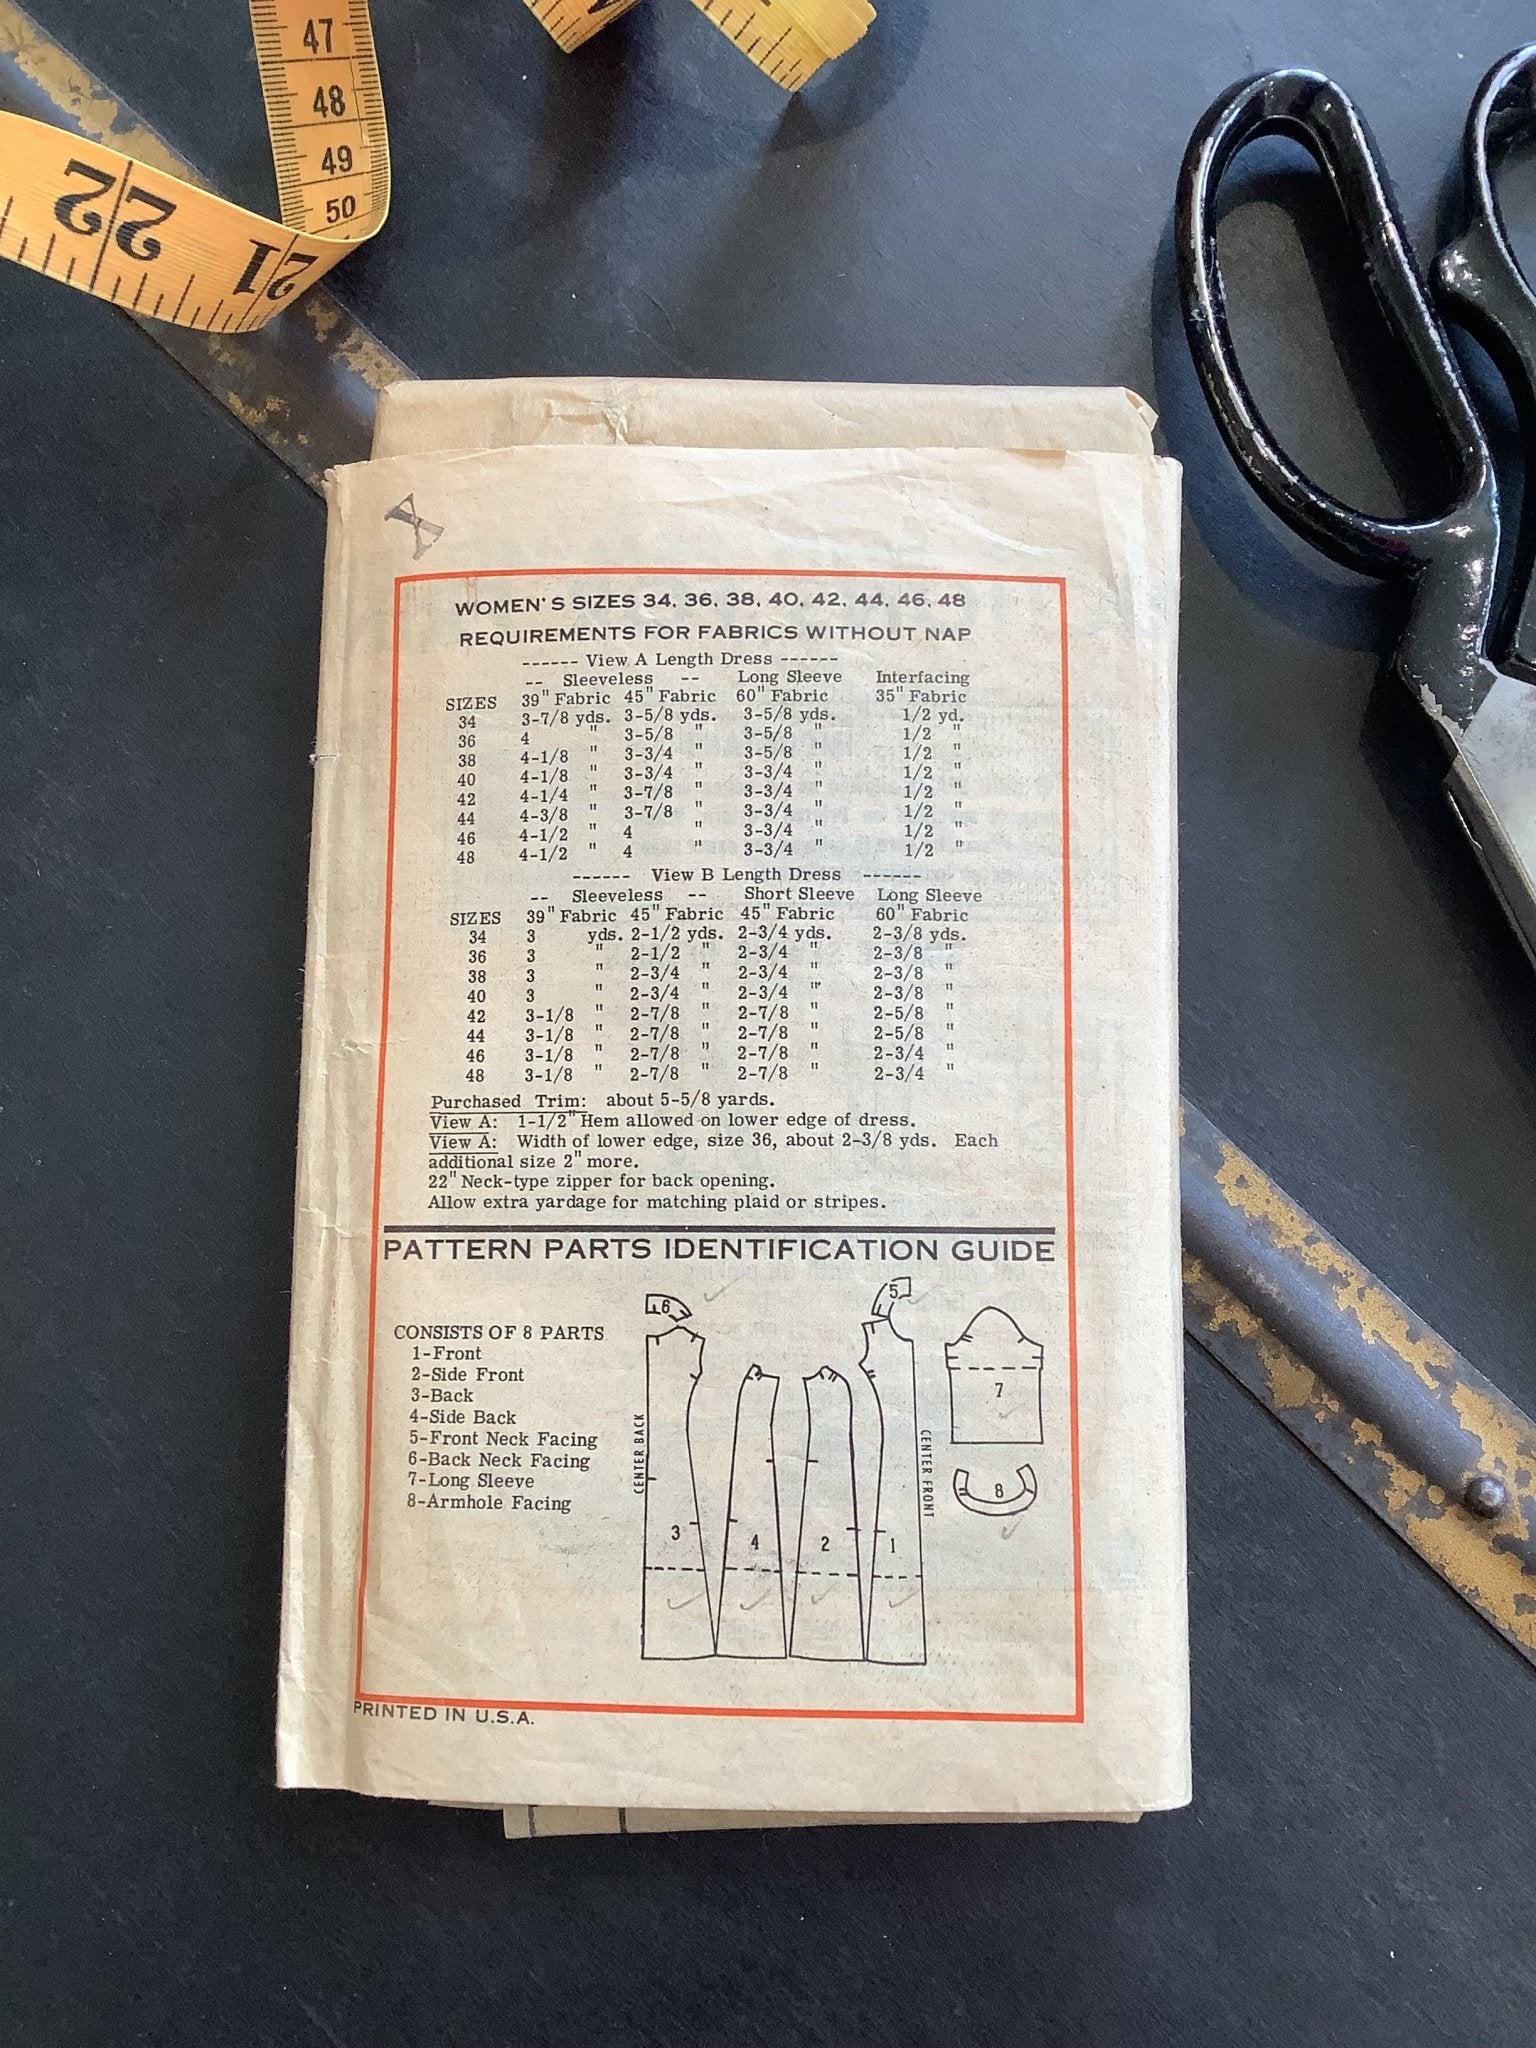 47
48
49
50
22
21
X
WOMEN'S SIZES 34, 36, 38, 40, 42, 44, 46, 48
REQUIREMENTS FOR FABRICS WITHOUT NAP
------ View A Length Dress ------
-- Sleeveless -- Long Sleeve Interfacing
SIZES 39" Fabric 45" Fabric 60" Fabric 35" Fabric
34 3-7/8 yds. 3-5/8 yds. 3-5/8 yds. 1/2 yd.
36 4 " 3-5/8 " 3-5/8 " 1/2 "
38 4-1/8 " 3-3/4 " 3-5/8 " 1/2 "
40 4-1/8 " 3-3/4 " 3-3/4 " 1/2 "
42 4-1/4 " 3-7/8 " 3-3/4 " 1/2 "
44 4-3/8 " 3-7/8 " 3-3/4 " 1/2 "
46 4-1/2 " 4 " 3-3/4 " 1/2 "
48 4-1/2 " 4 " 3-3/4 " 1/2 "
------ View B Length Dress ------
-- Sleeveless -- Short Sleeve Long Sleeve
SIZES 39" Fabric 45" Fabric 45" Fabric 60" Fabric
34 3 yds. 2-1/2 yds. 2-3/4 yds. 2-3/8 yds.
36 3 " 2-1/2 " 2-3/4 " 2-3/8 "
38 3 " 2-3/4 " 2-3/4 " 2-3/8 "
40 3 " 2-3/4 " 2-3/4 " 2-3/8 "
42 3-1/8 " 2-7/8 " 2-7/8 " 2-5/8 "
44 3-1/8 " 2-7/8 " 2-7/8 " 2-5/8 "
46 3-1/8 " 2-7/8 " 2-7/8 " 2-3/4 "
48 3-1/8 " 2-7/8 " 2-7/8 " 2-3/4 "
Purchased Trim: about 5-5/8 yards.
View A: 1-1/2" Hem allowed on lower edge of dress.
View A: Width of lower edge, size 36, about 2-3/8 yds. Each
additional size 2" more.
22" Neck-type zipper for back opening.
Allow extra yardage for matching plaid or stripes.
PATTERN PARTS IDENTIFICATION GUIDE
CONSISTS OF 8 PARTS
1-Front
2-Side Front
3-Back
4-Side Back
5-Front Neck Facing
6-Back Neck Facing
7-Long Sleeve
8-Armhole Facing
6
5
7
CENTER BACK
CENTER FRONT
8
3
4
2
1
PRINTED IN U.S.A.